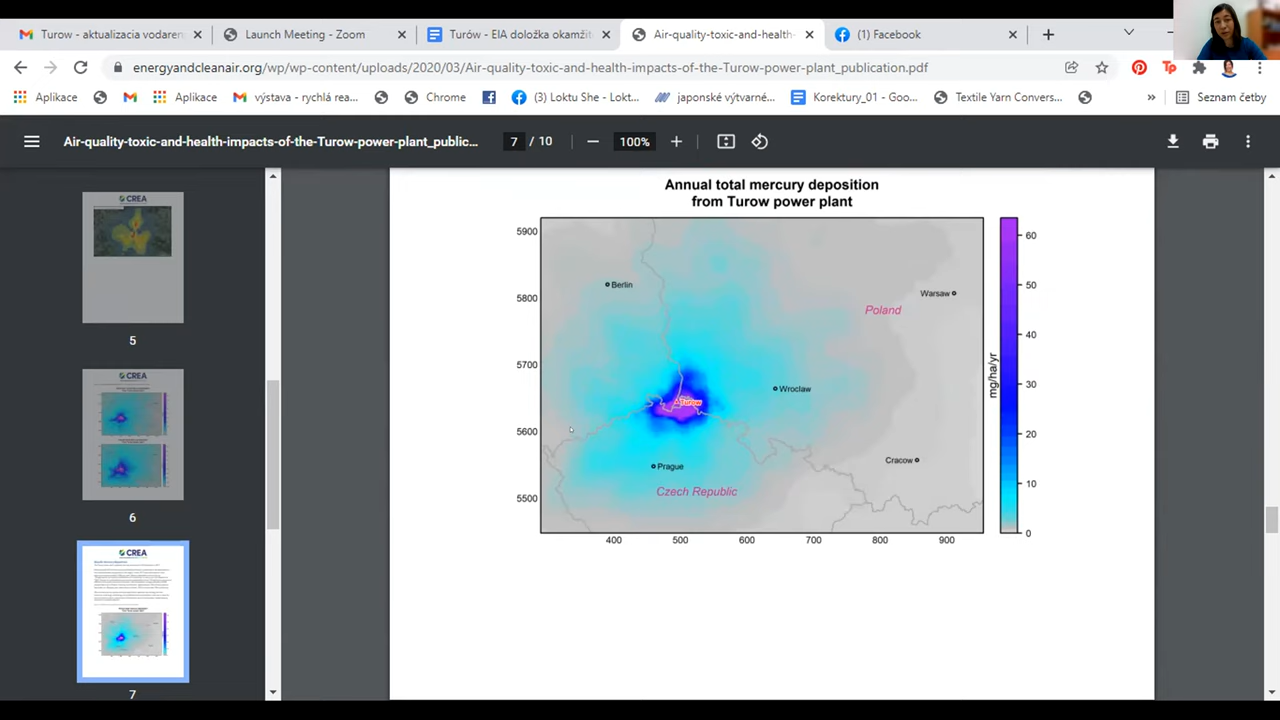 Turow - aktualizacia vodaren
Launch Meeting - Zoom
Turów - EIA doložka okamžit
Air-quality-toxic-and-health-
(1) Facebook
energyandcleanair.org/wp/wp-content/uploads/2020/03/Air-quality-toxic-and-health-impacts-of-the-Turow-power-plant_publication.pdf
Aplikace
Aplikace
výstava - rychlá rea...
Chrome
(3) Loktu She - Lokt...
japonské výtvarné...
Korektury_01 - Goo...
Textile Yarn Convers...
»
Seznam četby
Air-quality-toxic-and-health-impacts-of-the-Turow-power-plant_public...
7 / 10
100%
CREA
5
CREA
6
CREA
7
Annual total mercury deposition
from Turow power plant
5900
5800
5700
5600
5500
400
500
600
700
800
900
Berlin
Warsaw
Poland
Turow
Wroclaw
Prague
Cracow
Czech Republic
mg/ha/yr
60
50
40
30
20
10
0